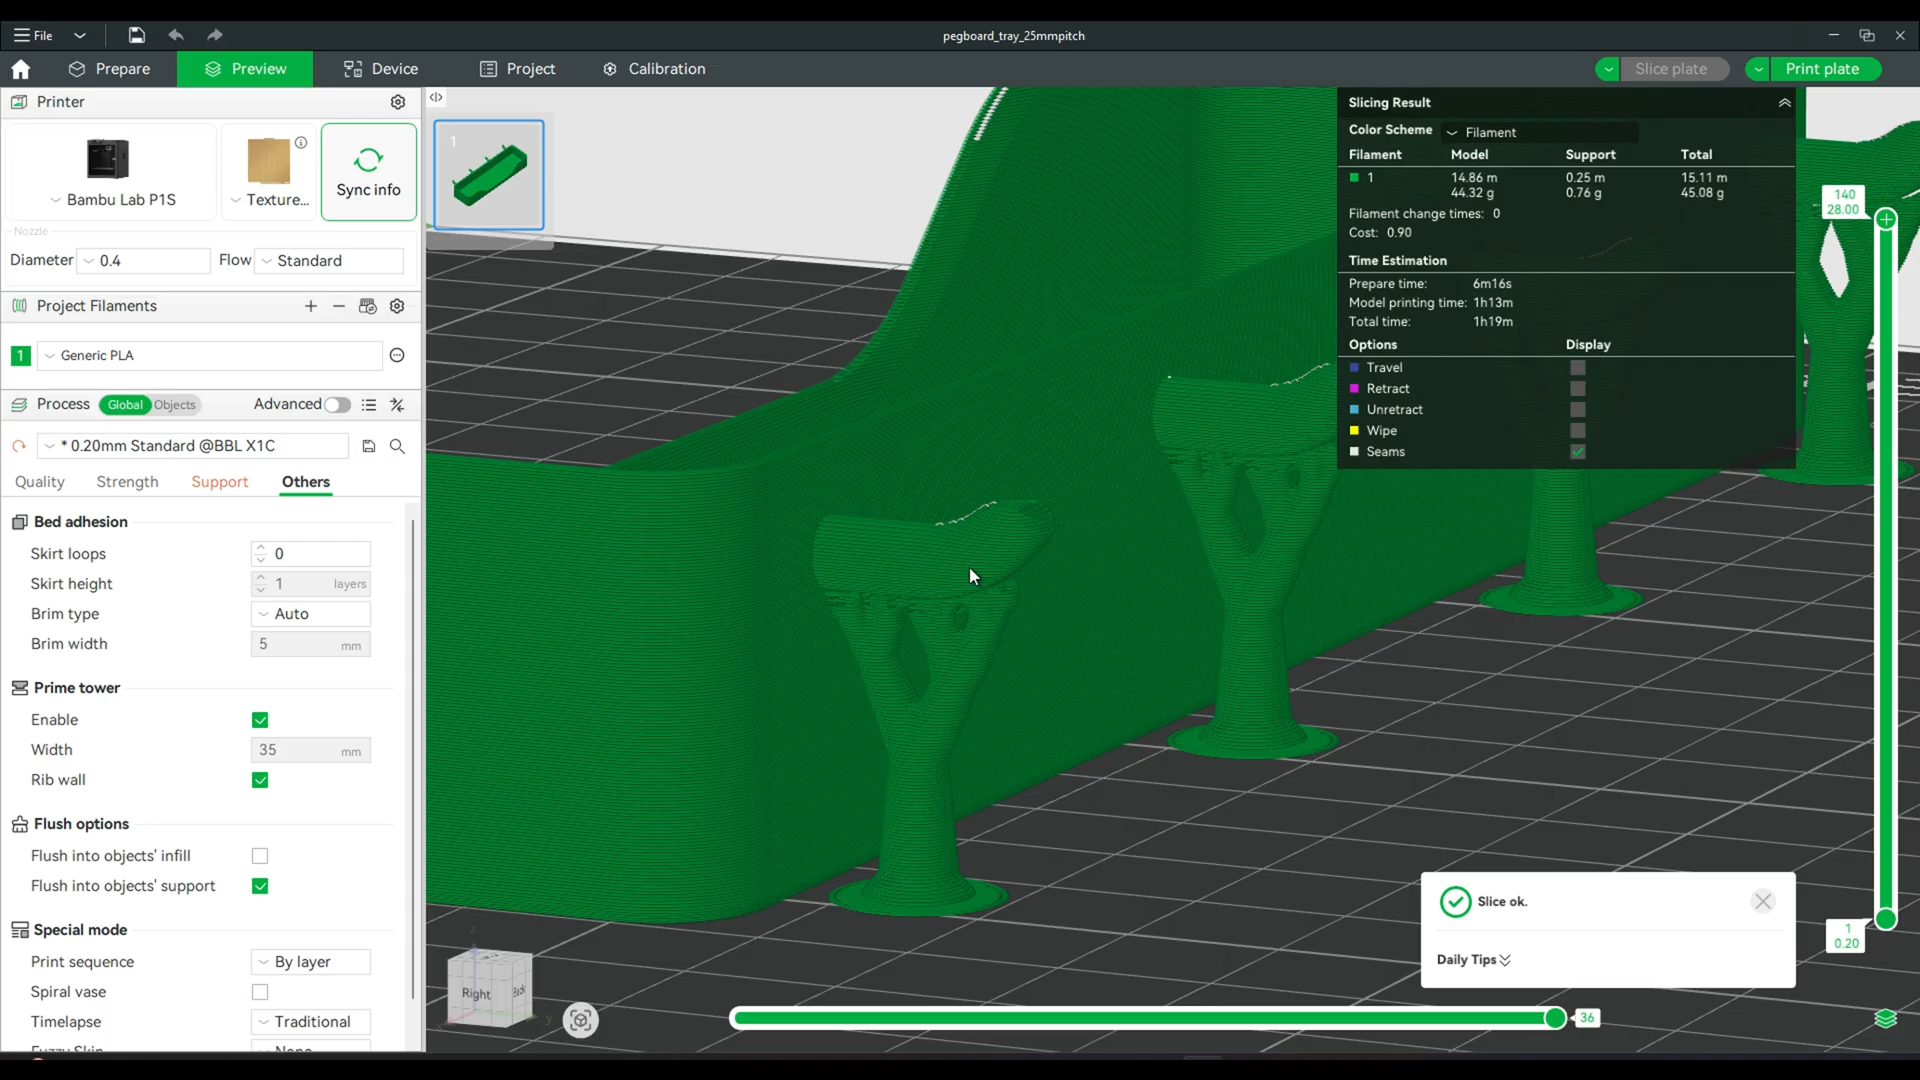 File
pegboard_tray_25mmpitch
Prepare
Preview
Device
Project
Calibration
Slice plate
Print plate
Printer
Bambu Lab P1S
Texture...
Sync info
Nozzle
Diameter
0.4
Flow
Standard
Project Filaments
1
Generic PLA
Process
Global
Objects
Advanced
* 0.20mm Standard @BBL X1C
Quality
Strength
Support
Others
Bed adhesion
Skirt loops
0
Skirt height
1
layers
Brim type
Auto
Brim width
5
mm
Prime tower
Enable
Width
35
mm
Rib wall
Flush options
Flush into objects' infill
Flush into objects' support
Special mode
Print sequence
By layer
Spiral vase
Timelapse
Traditional
Fuzzy Skin
None
1
Slicing Result
Color Scheme
Filament
Filament Model Support Total
1 14.86 m 0.25 m 15.11 m
44.32 g 0.76 g 45.08 g
Filament change times: 0
Cost: 0.90
Time Estimation
Prepare time: 6m16s
Model printing time: 1h13m
Total time: 1h19m
Options Display
Travel
Retract
Unretract
Wipe
Seams
140
28.00
1
0.20
Slice ok.
Daily Tips
z
Right
Back
y
36